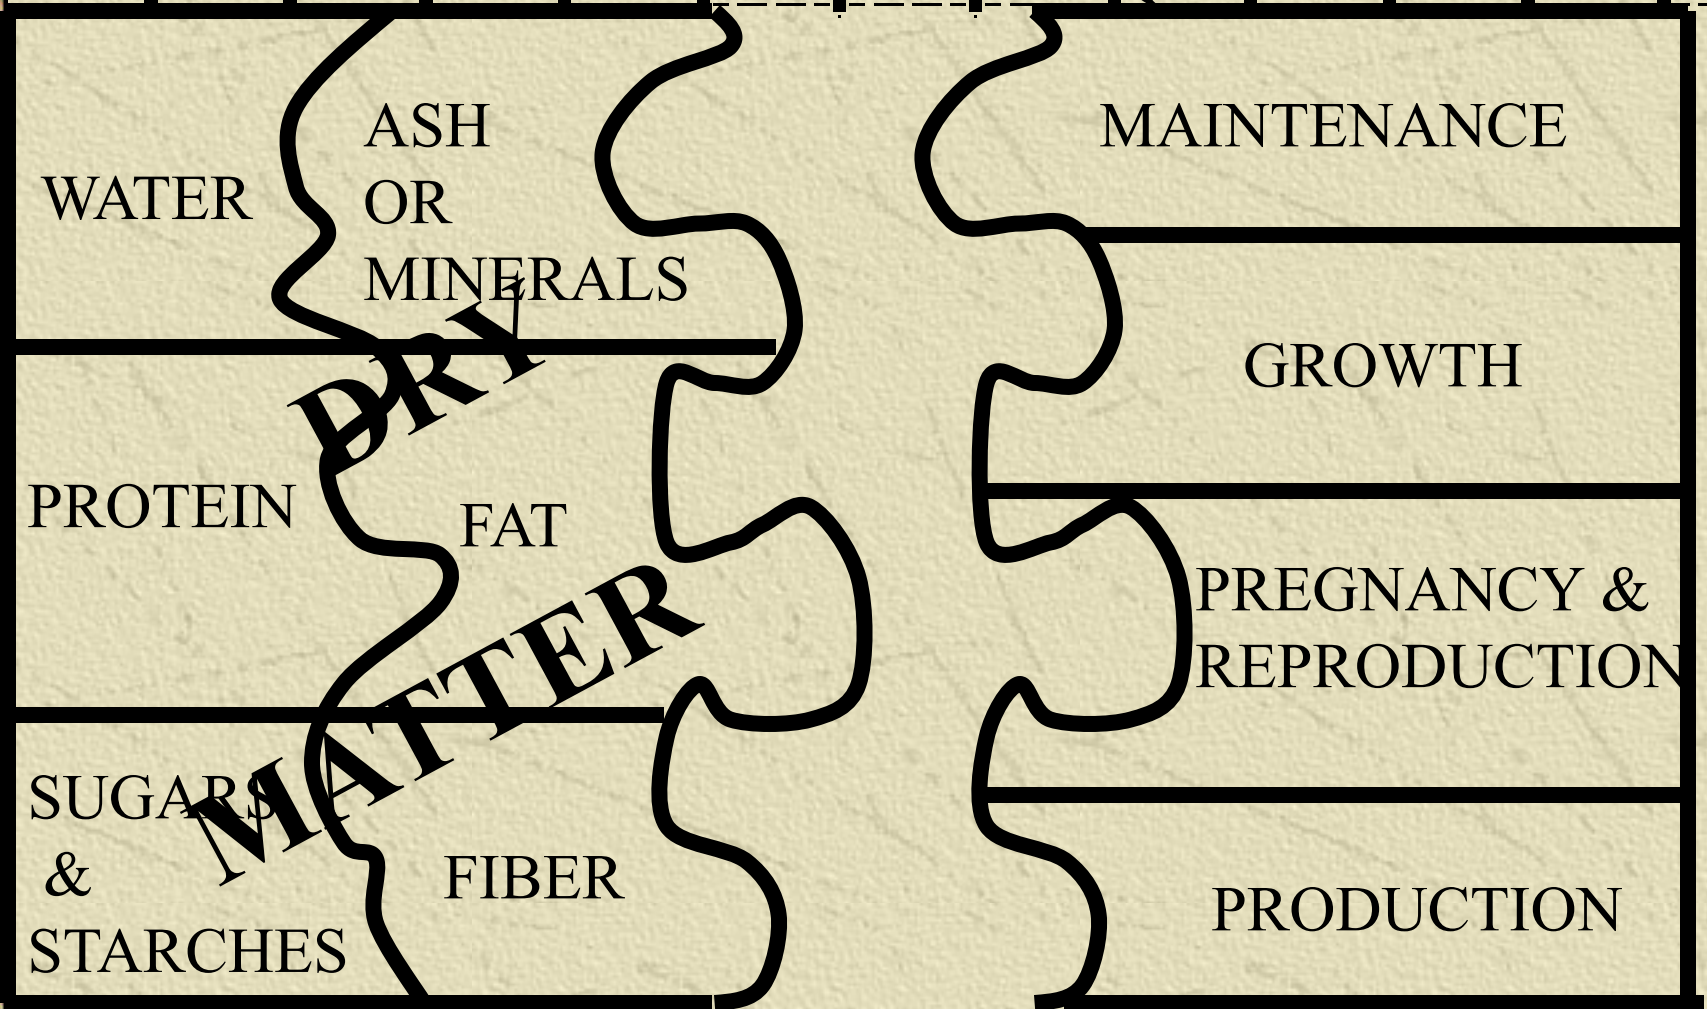 WATER
ASH
OR
MINERALS
DRY
PROTEIN
FAT
MATTER
SUGARS
&
STARCHES
FIBER
MAINTENANCE
GROWTH
PREGNANCY &
REPRODUCTION
PRODUCTION